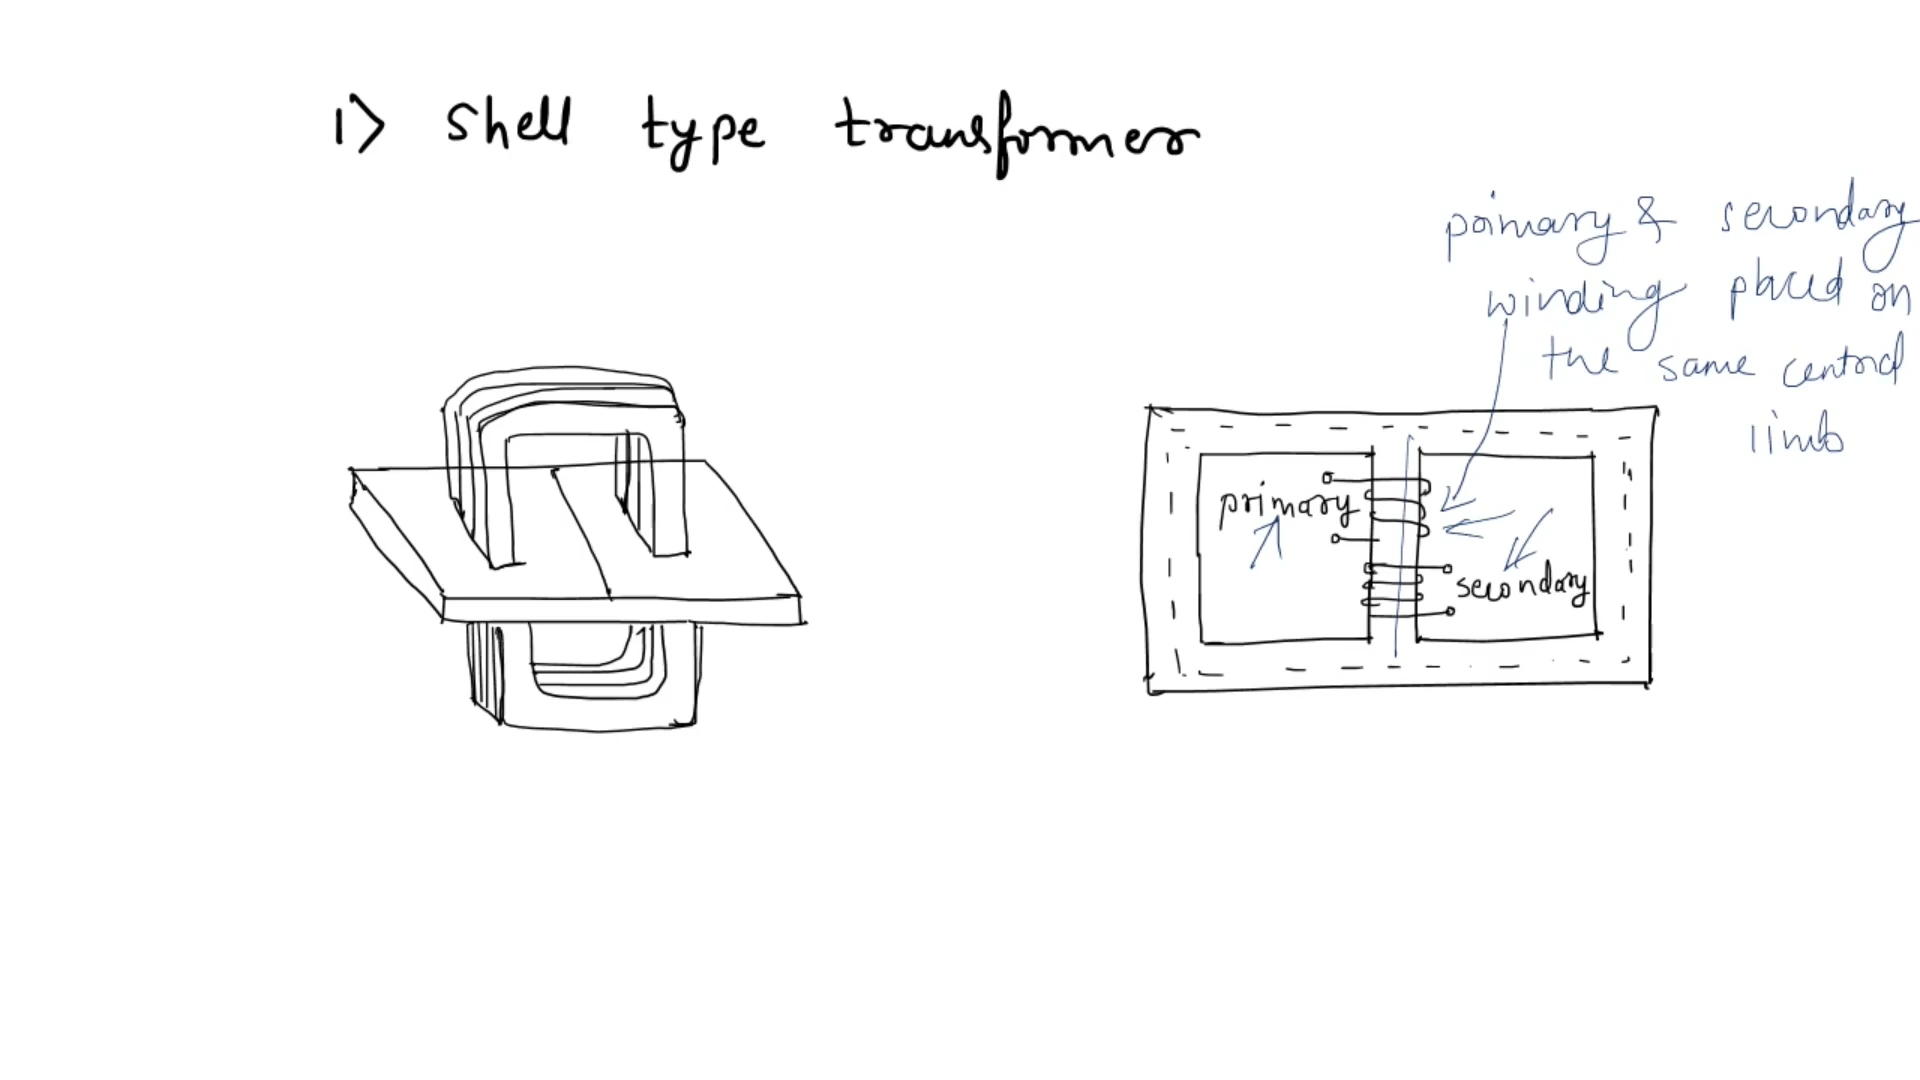 1) Shell type transformer
primary & secondary
winding placed on
the same central
limb
primary
secondary